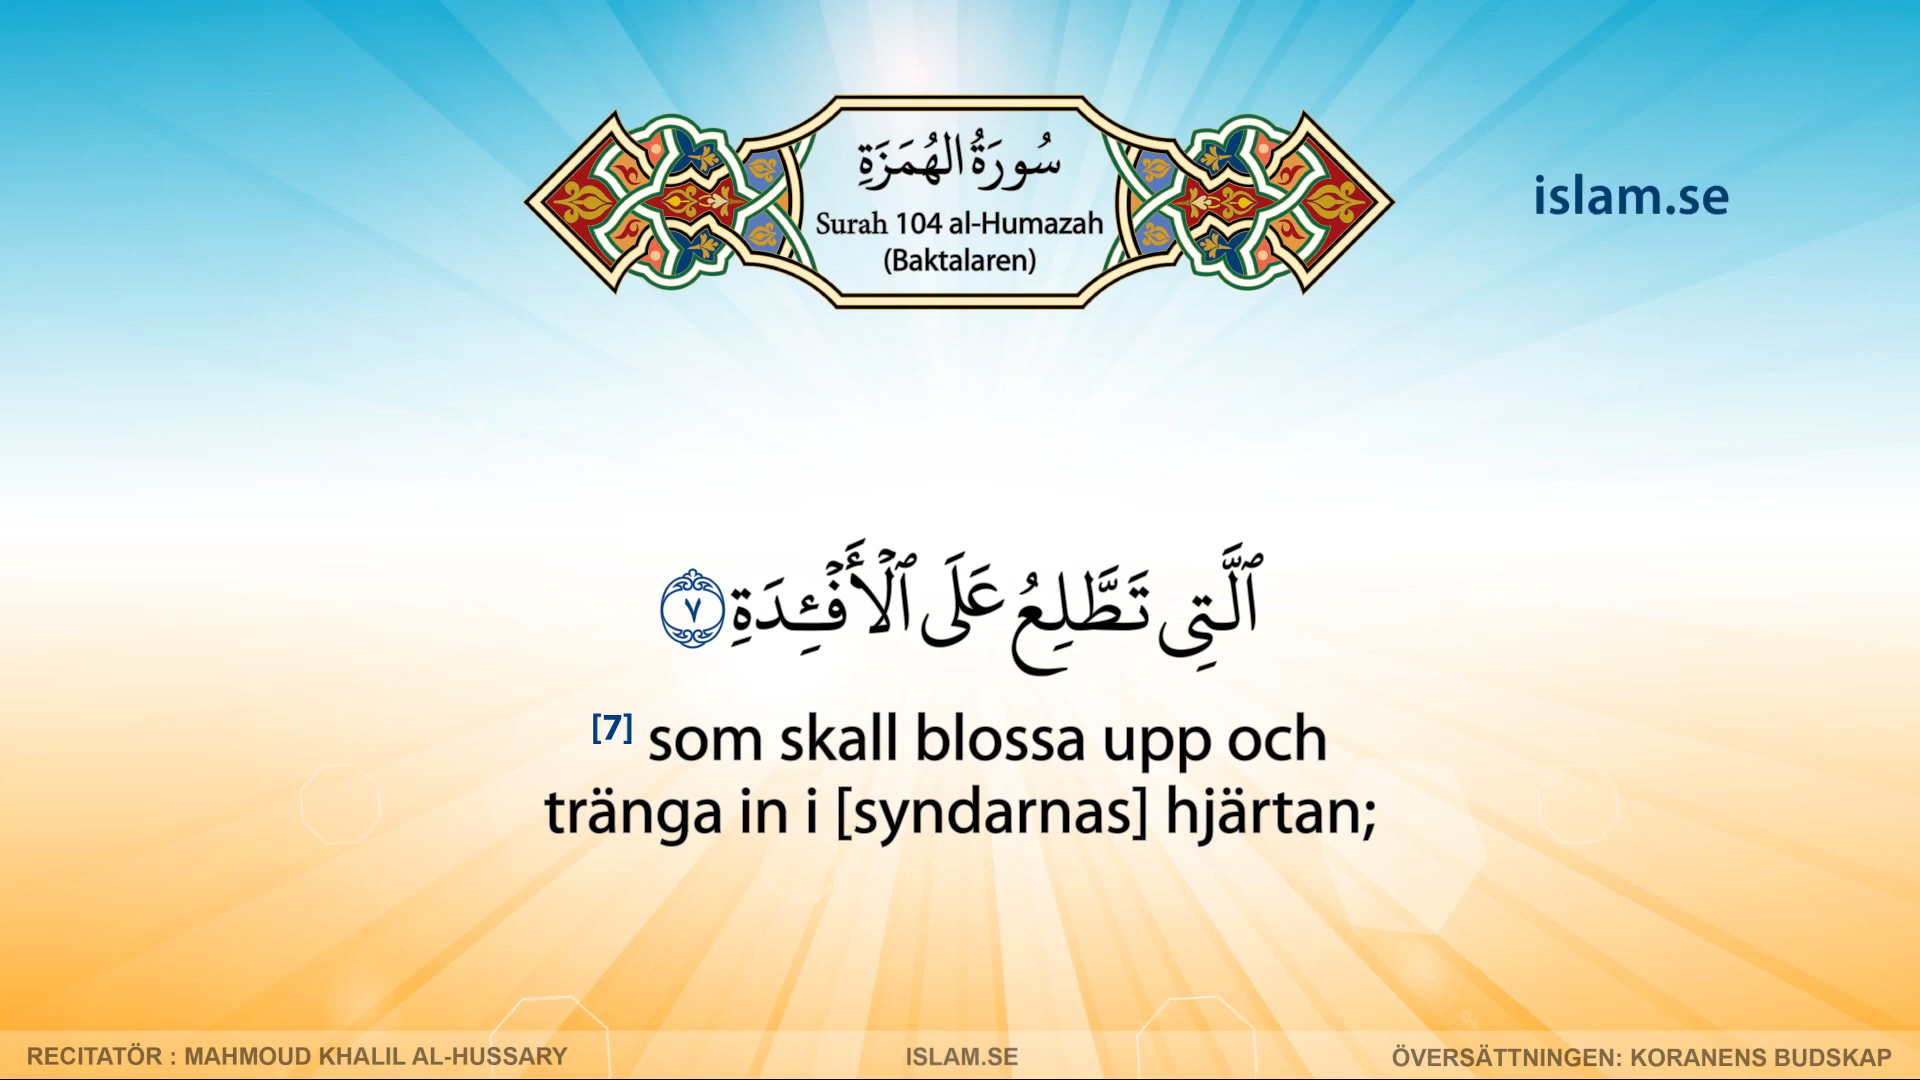 سُورَةُ الهُمَزَةِ
Surah 104 al-Humazah
(Baktalaren)
islam.se
ٱلَّتِى تَطَّلِعُ عَلَى ٱلْأَفْـِٔدَةِ ٧
[7] som skall blossa upp och
tränga in i [syndarnas] hjärtan;
RECITATÖR : MAHMOUD KHALIL AL-HUSSARY
ISLAM.SE
ÖVERSÄTTNINGEN: KORANENS BUDSKAP